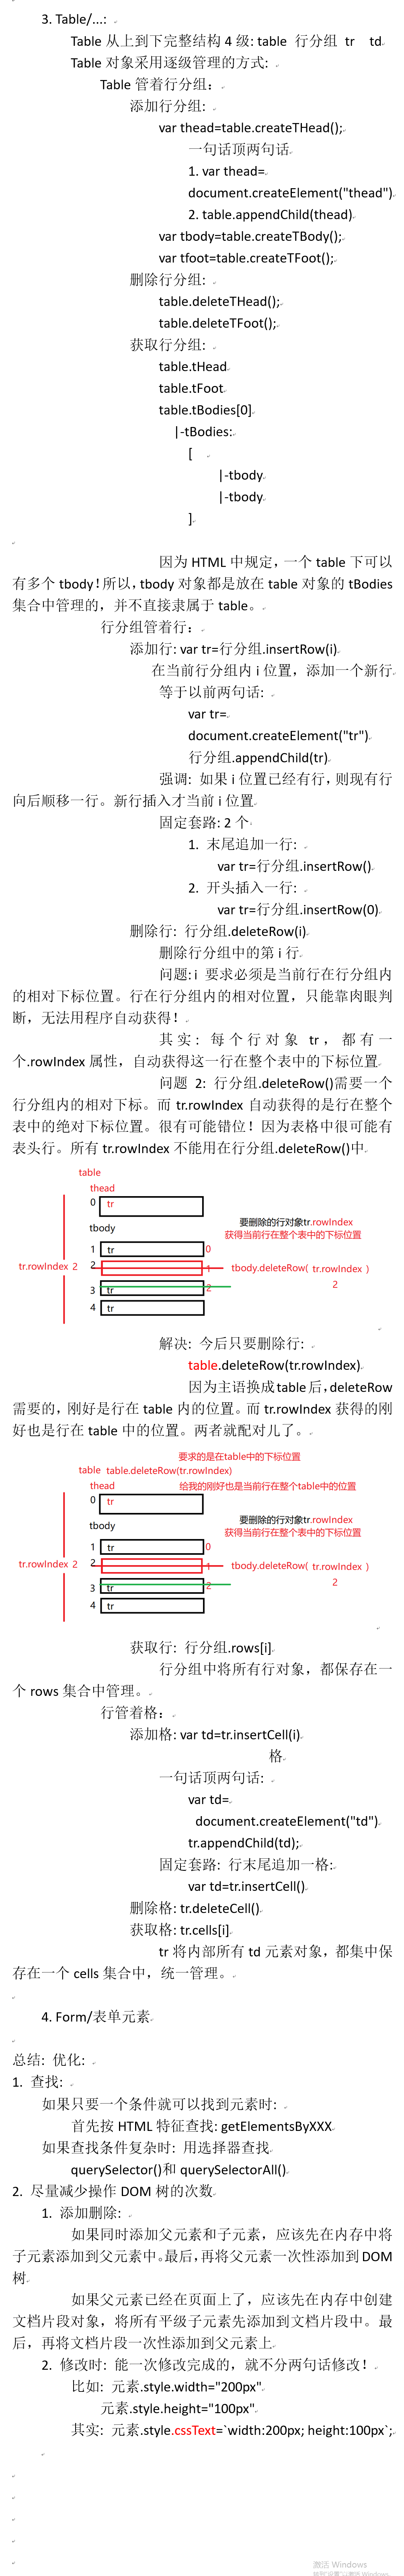 3. Table/...:
Table 从上到下完整结构 4 级: table 行分组 tr td
Table 对象采用逐级管理的方式:
Table 管着行分组:
添加行分组:
var thead=table.createTHead();
一句话顶两句话
1. var thead=
document.createElement("thead")
2. table.appendChild(thead)
var tbody=table.createTBody();
var tfoot=table.createTFoot();
删除行分组:
table.deleteTHead();
table.deleteTFoot();
获取行分组:
table.tHead
table.tFoot
table.tBodies[0]
|-tBodies:
[
|-tbody
|-tbody
]
因为 HTML 中规定，一个 table 下可以
有多个 tbody！所以，tbody 对象都是放在 table 对象的 tBodies
集合中管理的，并不直接隶属于 table。
行分组管着行:
添加行: var tr=行分组.insertRow(i)
在当前行分组内 i 位置，添加一个新行
等于以前两句话:
var tr=
document.createElement("tr")
行分组.appendChild(tr)
强调: 如果 i 位置已经有行，则现有行
向后顺移一行。新行插入才当前 i 位置
固定套路: 2 个
1. 末尾追加一行:
var tr=行分组.insertRow()
2. 开头插入一行:
var tr=行分组.insertRow(0)
删除行: 行分组.deleteRow(i)
删除行分组中的第 i 行
问题: i 要求必须是当前行在行分组内
的相对下标位置。行在行分组内的相对位置，只能靠肉眼判
断，无法用程序自动获得！
其实: 每个行对象 tr，都有一
个.rowIndex 属性，自动获得这一行在整个表中的下标位置
问题 2: 行分组.deleteRow()需要一个
行分组内的相对下标。而 tr.rowIndex 自动获得的是行在整个
表中的绝对下标位置。很有可能错位！因为表格中很可能有
表头行。所有 tr.rowIndex 不能用在行分组.deleteRow()中
table
thead
0 tr
tbody
要删除的行对象tr.rowIndex
获得当前行在整个表中的下标位置
1 tr 0
tr.rowIndex 2 2 1 tbody.deleteRow( tr.rowIndex )
3 tr 2 2
4 tr
解决: 今后只要删除行:
table.deleteRow(tr.rowIndex)
因为主语换成 table 后，deleteRow
需要的，刚好是行在 table 内的位置。而 tr.rowIndex 获得的刚
好也是行在 table 中的位置。两者就配对儿了。
要求的是在table中的下标位置
table table.deleteRow(tr.rowIndex)
thead 给我的刚好也是当前行在整个table中的位置
0 tr
tbody
要删除的行对象tr.rowIndex
获得当前行在整个表中的下标位置
1 tr 0
tr.rowIndex 2 2 1 tbody.deleteRow( tr.rowIndex )
3 tr 2 2
4 tr
获取行: 行分组.rows[i]
行分组中将所有行对象，都保存在一
个 rows 集合中管理。
行管着格:
添加格: var td=tr.insertCell(i)
格
一句话顶两句话:
var td=
document.createElement("td")
tr.appendChild(td);
固定套路: 行末尾追加一格:
var td=tr.insertCell()
删除格: tr.deleteCell()
获取格: tr.cells[i]
tr 将内部所有 td 元素对象，都集中保
存在一个 cells 集合中，统一管理。
4. Form/表单元素
总结: 优化:
1. 查找:
如果只要一个条件就可以找到元素时:
首先按 HTML 特征查找: getElementsByXXX
如果查找条件复杂时: 用选择器查找
querySelector()和 querySelectorAll()
2. 尽量减少操作 DOM 树的次数
1. 添加删除:
如果同时添加父元素和子元素，应该先在内存中将
子元素添加到父元素中。最后，再将父元素一次性添加到 DOM
树
如果父元素已经在页面上了，应该先在内存中创建
文档片段对象，将所有平级子元素先添加到文档片段中。最
后，再将文档片段一次性添加到父元素上
2. 修改时: 能一次修改完成的，就不分两句话修改！
比如: 元素.style.width="200px"
元素.style.height="100px"
其实: 元素.style.cssText=`width:200px; height:100px`;
激活 Windows